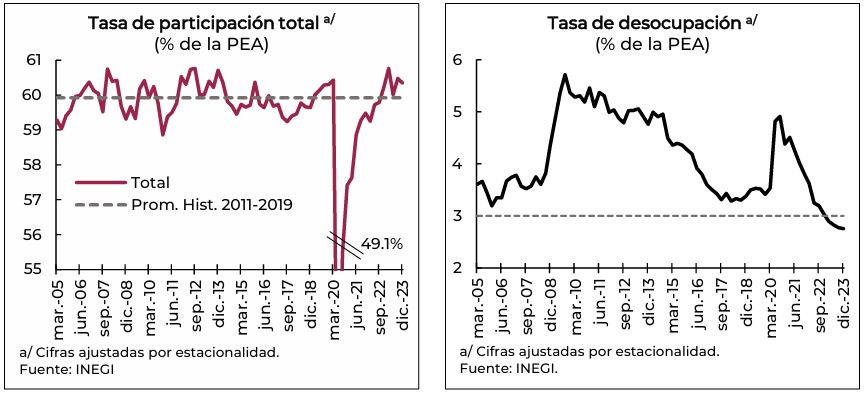 Tasa de participación total a/
(% de la PEA)
61
60
59
58
57
56
55
Total
Prom. Hist. 2011-2019
49.1%
mar.-05
jun.-06
sep.-07
dic.-08
mar.-10
jun.-11
sep.-12
dic.-13
mar.-15
jun.-16
sep.-17
dic.-18
mar.-20
jun.-21
sep.-22
dic.-23
a/ Cifras ajustadas por estacionalidad.
Fuente: INEGI
Tasa de desocupación a/
(% de la PEA)
6
5
4
3
2
mar.-05
jun.-06
sep.-07
dic.-08
mar.-10
jun.-11
sep.-12
dic.-13
mar.-15
jun.-16
sep.-17
dic.-18
mar.-20
jun.-21
sep.-22
dic.-23
a/ Cifras ajustadas por estacionalidad.
Fuente: INEGI.